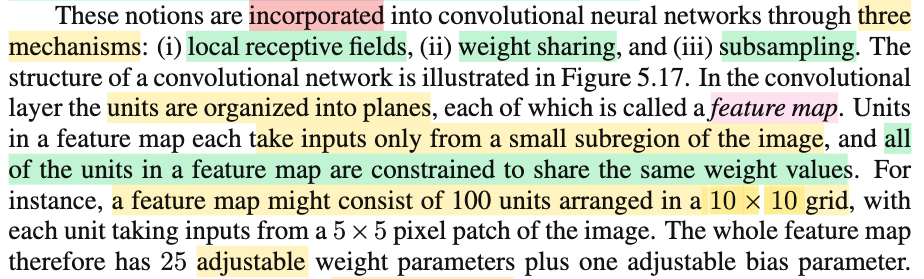 These notions are incorporated into convolutional neural networks through three
mechanisms: (i) local receptive fields, (ii) weight sharing, and (iii) subsampling. The
structure of a convolutional network is illustrated in Figure 5.17. In the convolutional
layer the units are organized into planes, each of which is called a feature map. Units
in a feature map each take inputs only from a small subregion of the image, and all
of the units in a feature map are constrained to share the same weight values. For
instance, a feature map might consist of 100 units arranged in a 10 × 10 grid, with
each unit taking inputs from a 5 × 5 pixel patch of the image. The whole feature map
therefore has 25 adjustable weight parameters plus one adjustable bias parameter.